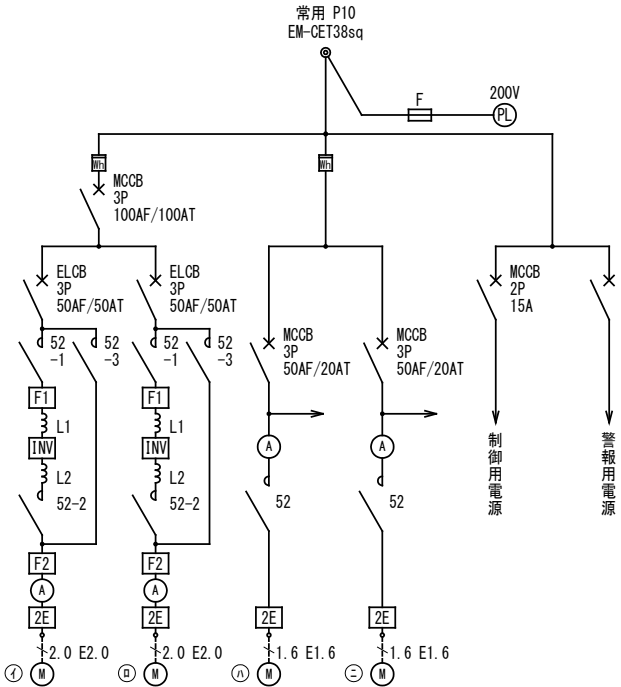 常用 P10
EM-CET38sq
F
200V
PL
Wh
Wh
MCCB
3P
100AF/100AT
ELCB
3P
50AF/50AT
ELCB
3P
50AF/50AT
MCCB
2P
15A
MCCB
3P
50AF/20AT
MCCB
3P
50AF/20AT
52
-1
52
-3
52
-1
52
-3
F1
F1
L1
L1
INV
INV
A
A
L2
L2
52-2
52-2
52
52
制御用電源
警報用電源
F2
F2
A
A
2E
2E
2E
2E
2.0 E2.0
2.0 E2.0
1.6 E1.6
1.6 E1.6
㋑
M
㋺
M
㋩
M
㋥
M